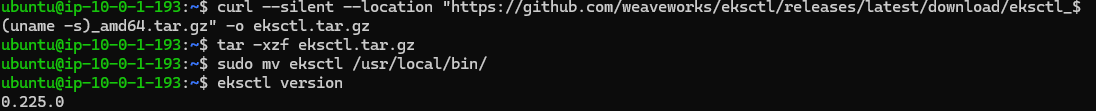 ubuntu@ip-10-0-1-193:~$ curl --silent --location "https://github.com/weaveworks/eksctl/releases/latest/download/eksctl_$
(uname -s)_amd64.tar.gz" -o eksctl.tar.gz
ubuntu@ip-10-0-1-193:~$ tar -xzf eksctl.tar.gz
ubuntu@ip-10-0-1-193:~$ sudo mv eksctl /usr/local/bin/
ubuntu@ip-10-0-1-193:~$ eksctl version
0.225.0